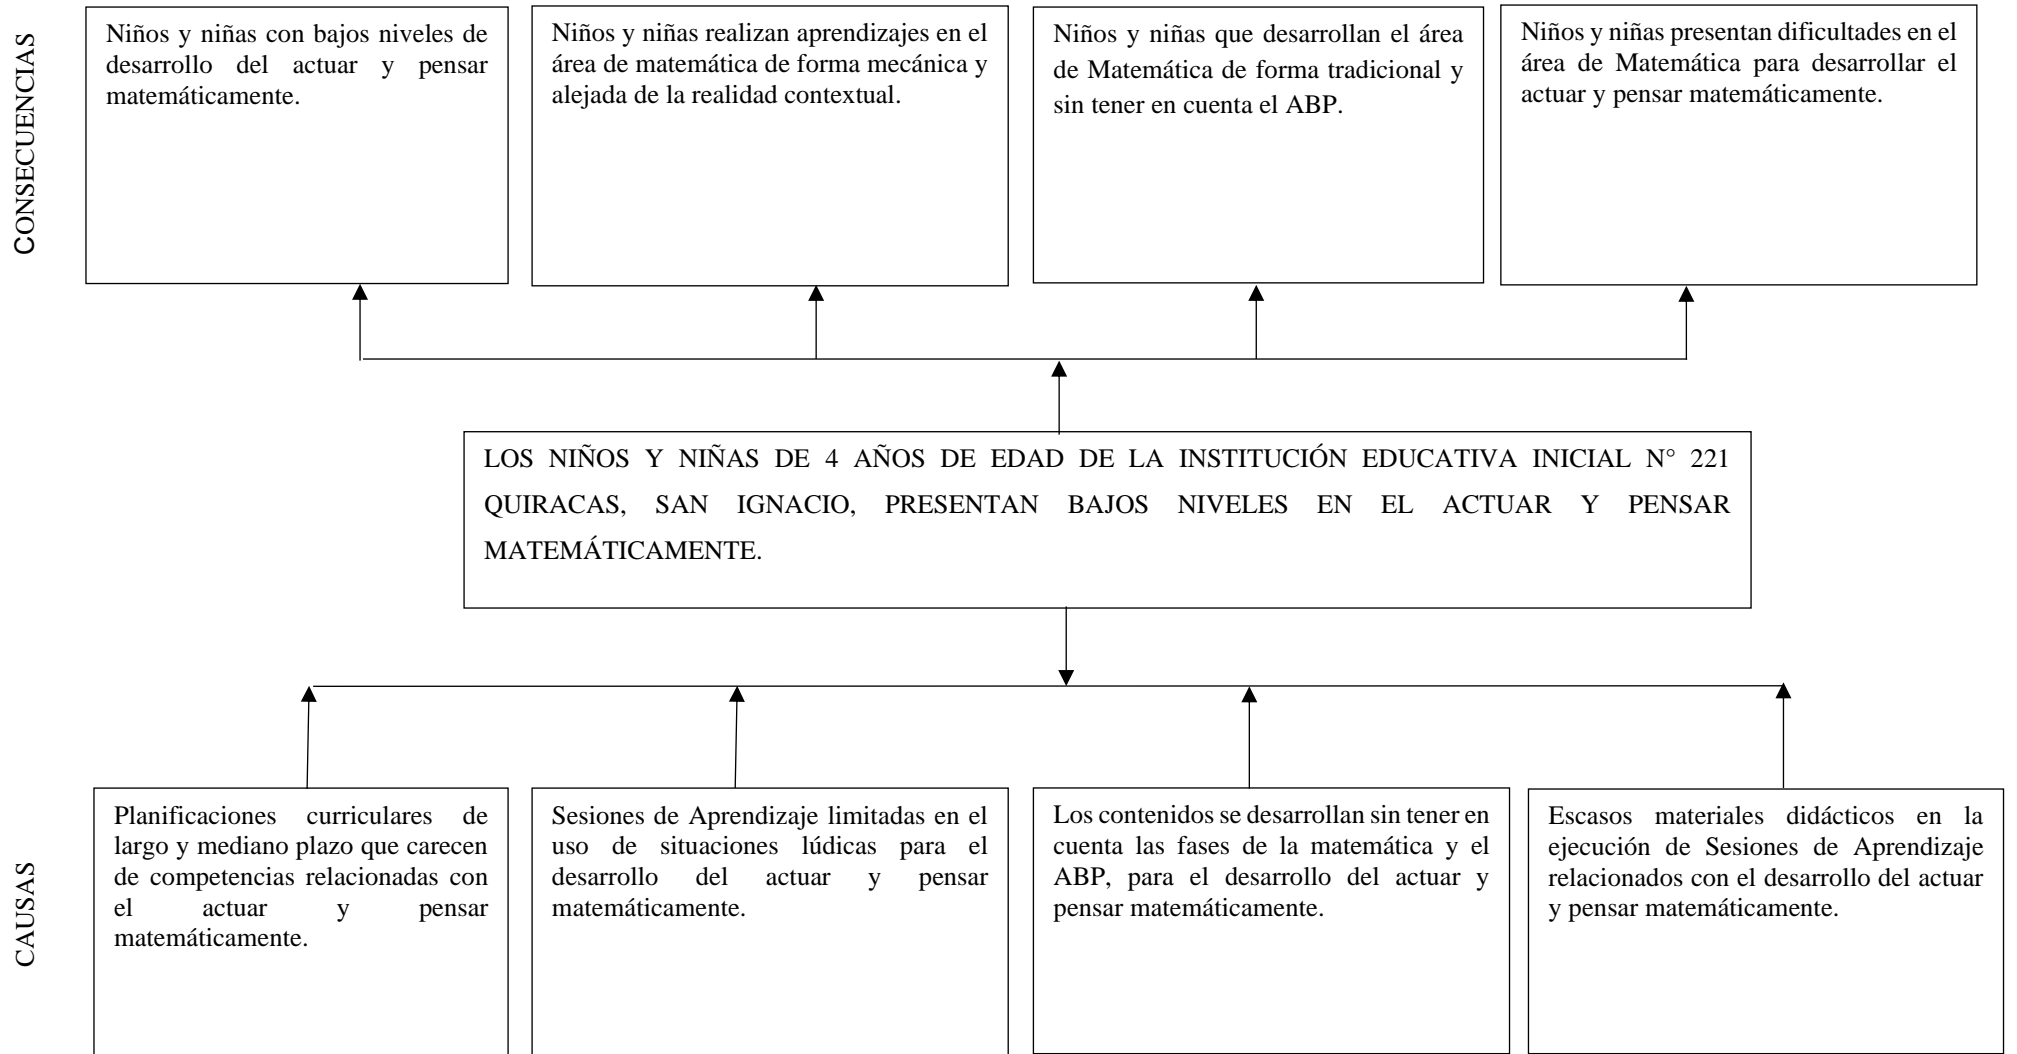 CONSECUENCIAS
Niños y niñas con bajos niveles de
desarrollo del actuar y pensar
matemáticamente.
Niños y niñas realizan aprendizajes en el
área de matemática de forma mecánica y
alejada de la realidad contextual.
Niños y niñas que desarrollan el área
de Matemática de forma tradicional y
sin tener en cuenta el ABP.
Niños y niñas presentan dificultades en el
área de Matemática para desarrollar el
actuar y pensar matemáticamente.
LOS NIÑOS Y NIÑAS DE 4 AÑOS DE EDAD DE LA INSTITUCIÓN EDUCATIVA INICIAL N° 221
QUIRACAS, SAN IGNACIO, PRESENTAN BAJOS NIVELES EN EL ACTUAR Y PENSAR
MATEMÁTICAMENTE.
CAUSAS
Planificaciones curriculares de
largo y mediano plazo que carecen
de competencias relacionadas con
el actuar y pensar
matemáticamente.
Sesiones de Aprendizaje limitadas en el
uso de situaciones lúdicas para el
desarrollo del actuar y pensar
matemáticamente.
Los contenidos se desarrollan sin tener en
cuenta las fases de la matemática y el
ABP, para el desarrollo del actuar y
pensar matemáticamente.
Escasos materiales didácticos en la
ejecución de Sesiones de Aprendizaje
relacionados con el desarrollo del actuar
y pensar matemáticamente.